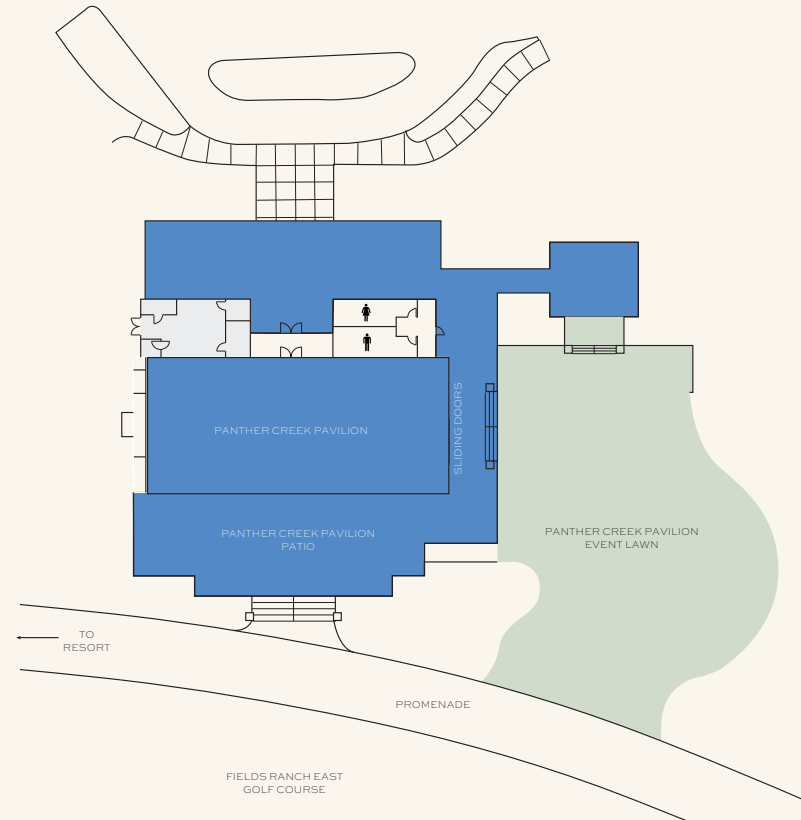 PANTHER CREEK PAVILION
SLIDING DOORS
PANTHER CREEK PAVILION
PATIO
PANTHER CREEK PAVILION
EVENT LAWN
TO
RESORT
PROMENADE
FIELDS RANCH EAST
GOLF COURSE